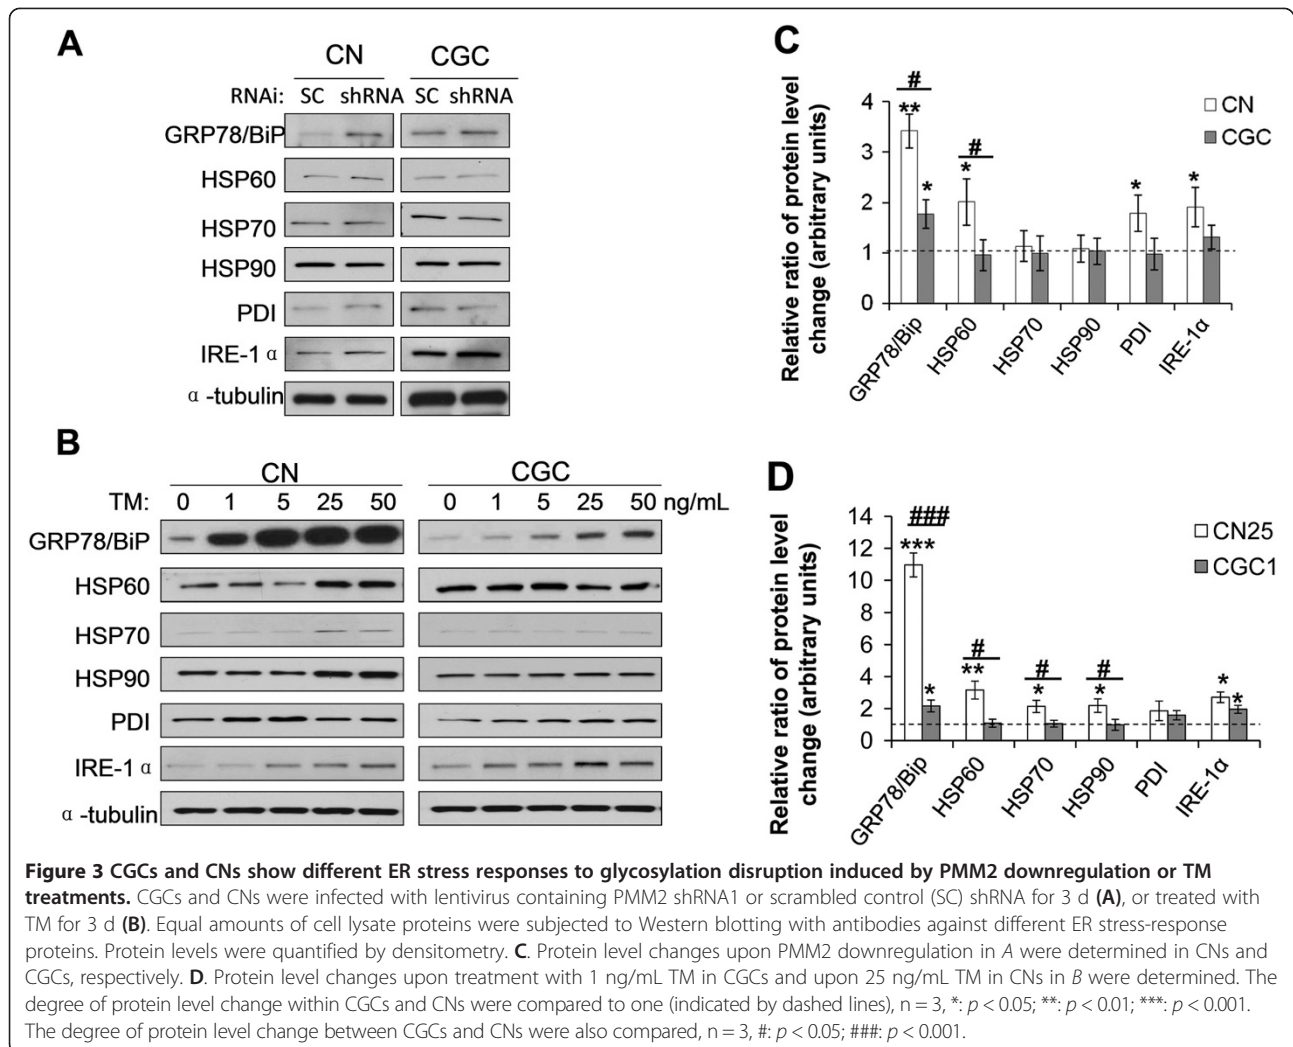 A
CN CGC
RNAi: SC shRNA SC shRNA
GRP78/BiP
HSP60
HSP70
HSP90
PDI
IRE-1 α
α -tubulin
B
CN CGC
TM: 0 1 5 25 50 0 1 5 25 50 ng/mL
GRP78/BiP
HSP60
HSP70
HSP90
PDI
IRE-1 α
α -tubulin
C
Relative ratio of protein level
change (arbitrary units)
4
3
2
1
0
#
**
*
#
*
*
*
CN
CGC
GRP78/Bip
HSP60
HSP70
HSP90
PDI
IRE-1α
D
Relative ratio of protein level
change (arbitrary units)
14
12
10
8
6
4
2
0
###
***
*
#
**
#
*
#
*
*
*
CN25
CGC1
GRP78/Bip
HSP60
HSP70
HSP90
PDI
IRE-1α
Figure 3 CGCs and CNs show different ER stress responses to glycosylation disruption induced by PMM2 downregulation or TM
treatments. CGCs and CNs were infected with lentivirus containing PMM2 shRNA1 or scrambled control (SC) shRNA for 3 d (A), or treated with
TM for 3 d (B). Equal amounts of cell lysate proteins were subjected to Western blotting with antibodies against different ER stress-response
proteins. Protein levels were quantified by densitometry. C. Protein level changes upon PMM2 downregulation in A were determined in CNs and
CGCs, respectively. D. Protein level changes upon treatment with 1 ng/mL TM in CGCs and upon 25 ng/mL TM in CNs in B were determined. The
degree of protein level change within CGCs and CNs were compared to one (indicated by dashed lines), n = 3, *: p < 0.05; **: p < 0.01; ***: p < 0.001.
The degree of protein level change between CGCs and CNs were also compared, n = 3, #: p < 0.05; ###: p < 0.001.